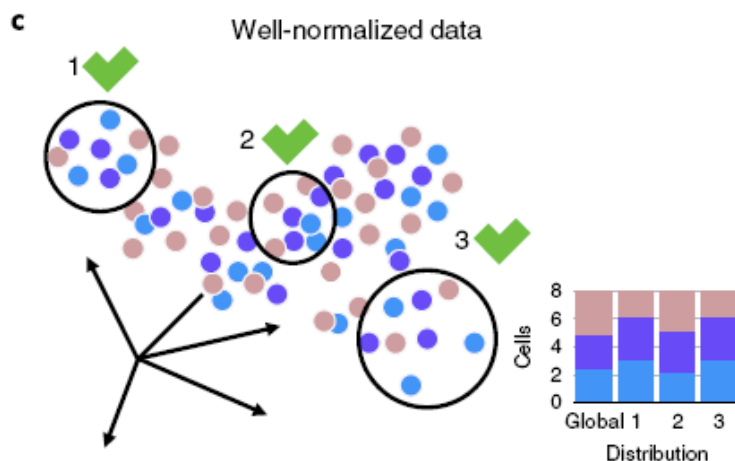 c
Well-normalized data
1
2
3
8
6
4
2
0
Cells
Global 1 2 3
Distribution